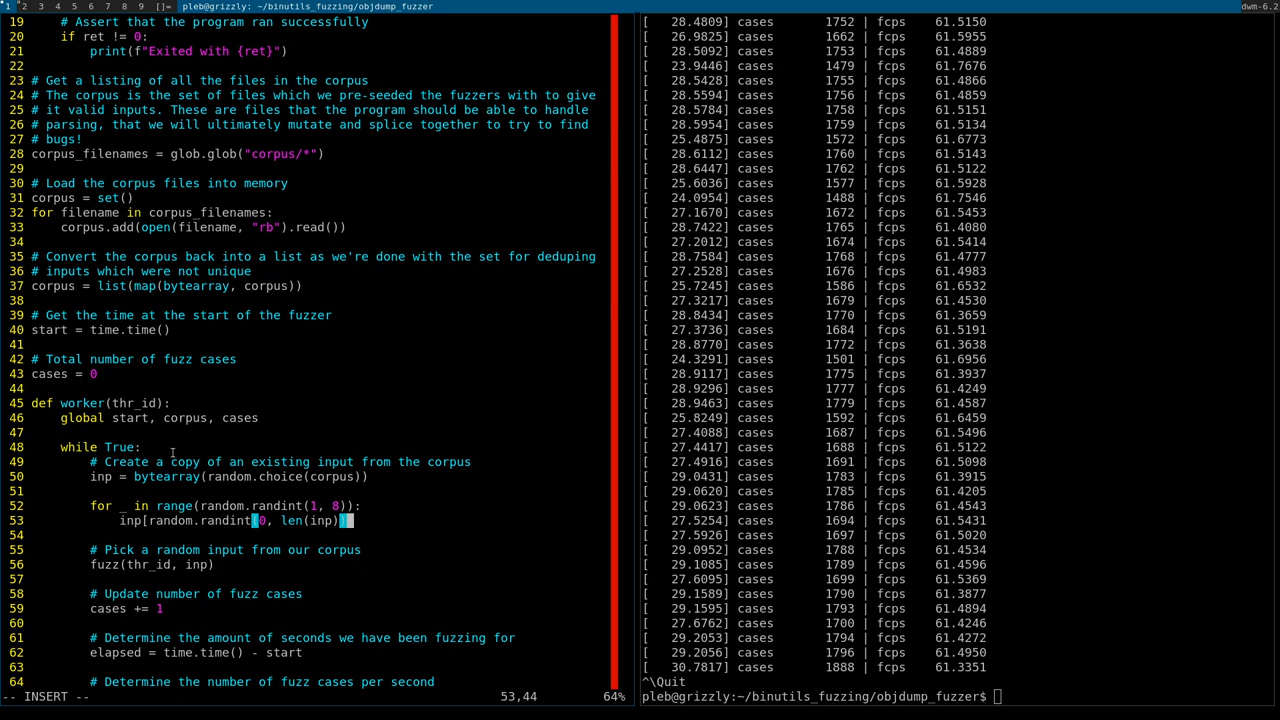 1 2 3 4 5 6 7 8 9 []= pleb@grizzly: ~/binutils_fuzzing/objdump_fuzzer dwm-6.2
19     # Assert that the program ran successfully
20     if ret != 0:
21         print(f"Exited with {ret}")
22
23 # Get a listing of all the files in the corpus
24 # The corpus is the set of files which we pre-seeded the fuzzers with to give
25 # it valid inputs. These are files that the program should be able to handle
26 # parsing, that we will ultimately mutate and splice together to try to find
27 # bugs!
28 corpus_filenames = glob.glob("corpus/*")
29
30 # Load the corpus files into memory
31 corpus = set()
32 for filename in corpus_filenames:
33     corpus.add(open(filename, "rb").read())
34
35 # Convert the corpus back into a list as we're done with the set for deduping
36 # inputs which were not unique
37 corpus = list(map(bytearray, corpus))
38
39 # Get the time at the start of the fuzzer
40 start = time.time()
41
42 # Total number of fuzz cases
43 cases = 0
44
45 def worker(thr_id):
46     global start, corpus, cases
47
48     while True:
49         # Create a copy of an existing input from the corpus
50         inp = bytearray(random.choice(corpus))
51
52         for _ in range(random.randint(1, 8)):
53             inp[random.randint(0, len(inp))
54
55         # Pick a random input from our corpus
56         fuzz(thr_id, inp)
57
58         # Update number of fuzz cases
59         cases += 1
60
61         # Determine the amount of seconds we have been fuzzing for
62         elapsed = time.time() - start
63
64         # Determine the number of fuzz cases per second
-- INSERT -- 53,44 64%
[   28.4809] cases       1752 | fcps    61.5150
[   26.9825] cases       1662 | fcps    61.5955
[   28.5092] cases       1753 | fcps    61.4889
[   23.9446] cases       1479 | fcps    61.7676
[   28.5428] cases       1755 | fcps    61.4866
[   28.5594] cases       1756 | fcps    61.4859
[   28.5784] cases       1758 | fcps    61.5151
[   28.5954] cases       1759 | fcps    61.5134
[   25.4875] cases       1572 | fcps    61.6773
[   28.6112] cases       1760 | fcps    61.5143
[   28.6447] cases       1762 | fcps    61.5122
[   25.6036] cases       1577 | fcps    61.5928
[   24.0954] cases       1488 | fcps    61.7546
[   27.1670] cases       1672 | fcps    61.5453
[   28.7422] cases       1765 | fcps    61.4080
[   27.2012] cases       1674 | fcps    61.5414
[   28.7584] cases       1768 | fcps    61.4777
[   27.2528] cases       1676 | fcps    61.4983
[   25.7245] cases       1586 | fcps    61.6532
[   27.3217] cases       1679 | fcps    61.4530
[   28.8434] cases       1770 | fcps    61.3659
[   27.3736] cases       1684 | fcps    61.5191
[   28.8770] cases       1772 | fcps    61.3638
[   24.3291] cases       1501 | fcps    61.6956
[   28.9117] cases       1775 | fcps    61.3937
[   28.9296] cases       1777 | fcps    61.4249
[   28.9463] cases       1779 | fcps    61.4587
[   25.8249] cases       1592 | fcps    61.6459
[   27.4088] cases       1687 | fcps    61.5496
[   27.4417] cases       1688 | fcps    61.5122
[   27.4916] cases       1691 | fcps    61.5098
[   29.0431] cases       1783 | fcps    61.3915
[   29.0620] cases       1785 | fcps    61.4205
[   29.0623] cases       1786 | fcps    61.4543
[   27.5254] cases       1694 | fcps    61.5431
[   27.5926] cases       1697 | fcps    61.5020
[   29.0952] cases       1788 | fcps    61.4534
[   29.1085] cases       1789 | fcps    61.4596
[   27.6095] cases       1699 | fcps    61.5369
[   29.1589] cases       1790 | fcps    61.3877
[   29.1595] cases       1793 | fcps    61.4894
[   27.6762] cases       1700 | fcps    61.4246
[   29.2053] cases       1794 | fcps    61.4272
[   29.2056] cases       1796 | fcps    61.4950
[   30.7817] cases       1888 | fcps    61.3351
^\Quit
pleb@grizzly:~/binutils_fuzzing/objdump_fuzzer$